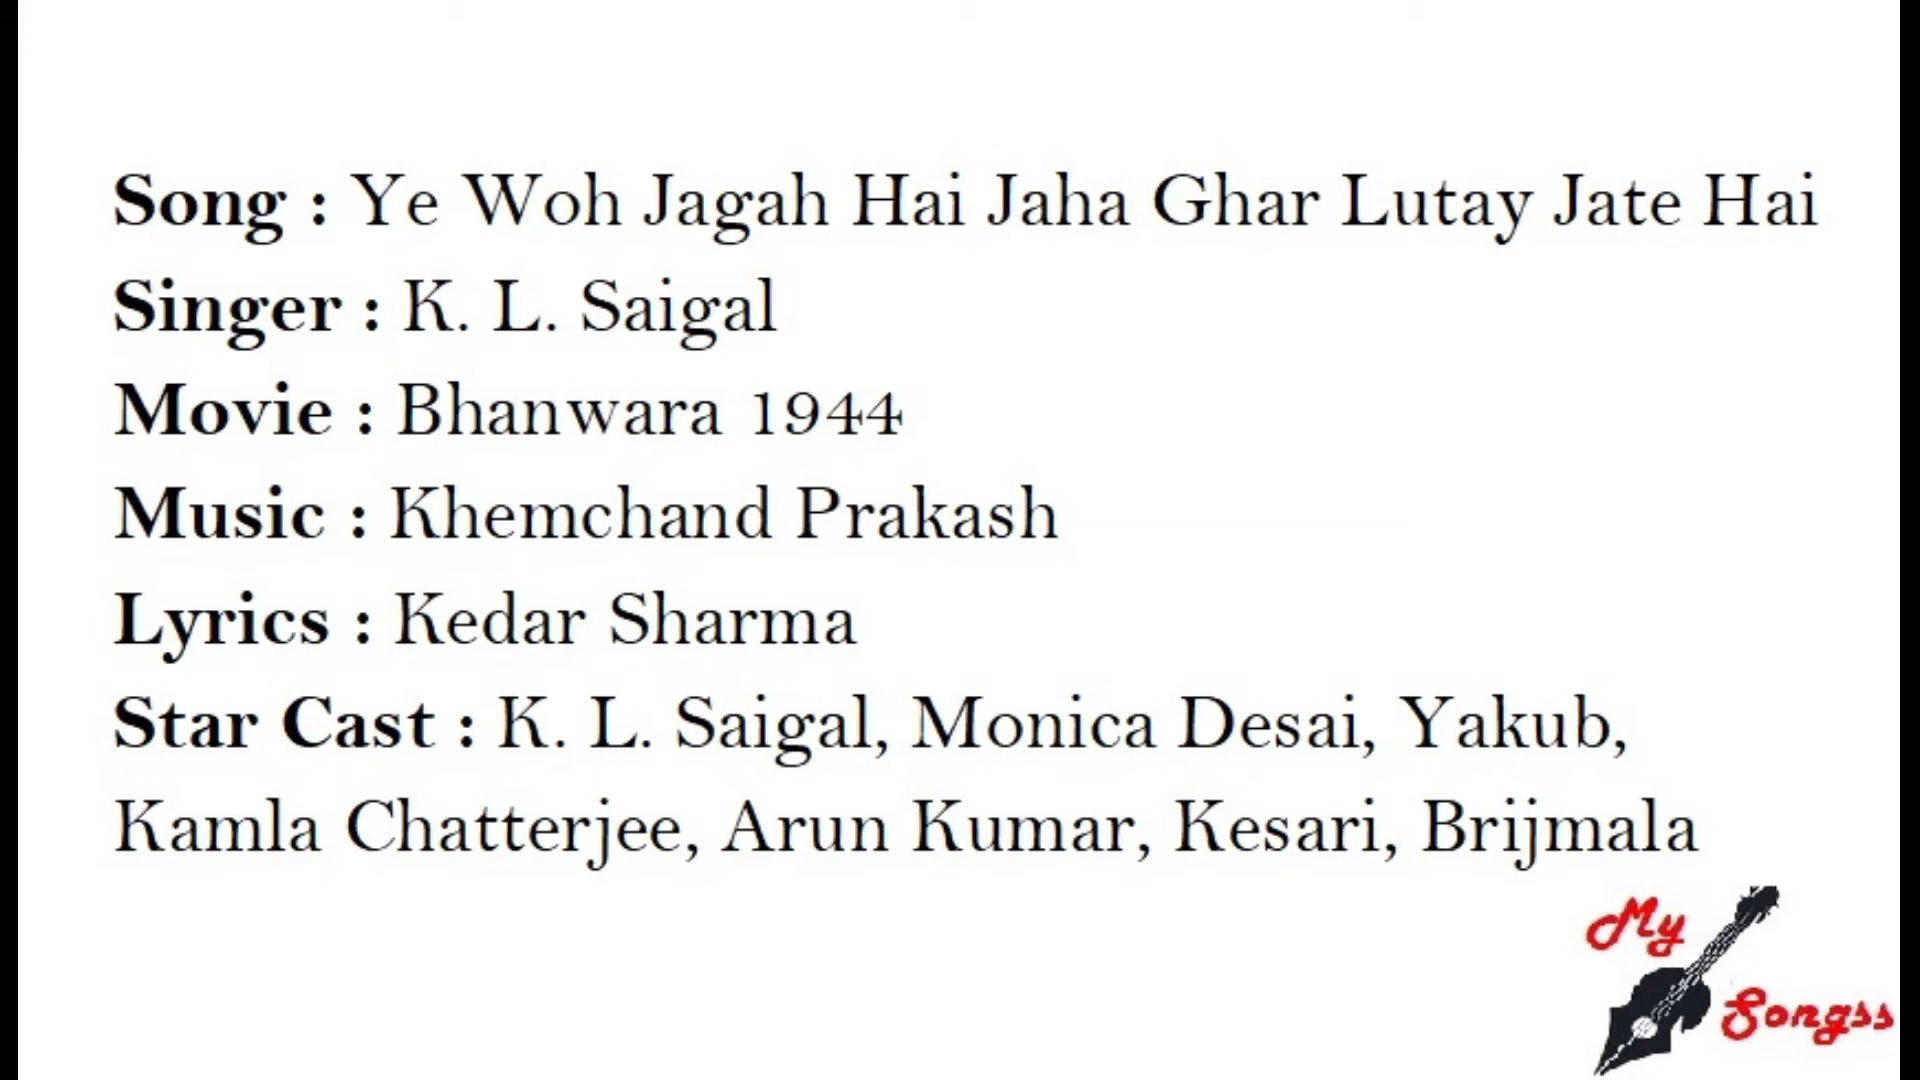 Song : Ye Woh Jagah Hai Jaha Ghar Lutay Jate Hai
Singer : K. L. Saigal
Movie : Bhanwara 1944
Music : Khemchand Prakash
Lyrics : Kedar Sharma
Star Cast : K. L. Saigal, Monica Desai, Yakub,
Kamla Chatterjee, Arun Kumar, Kesari, Brijmala
My
Songss